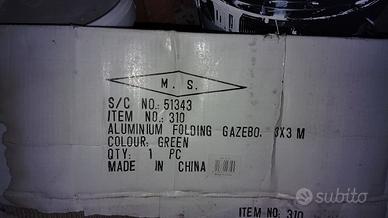 M. S.
S/C NO.: 51343
ITEM NO.: 310
ALUMINIUM FOLDING GAZEBO. 3X3 M
COLOUR: GREEN
QTY: 1 PC
MADE IN CHINA
ITEM NO.: 310
subito